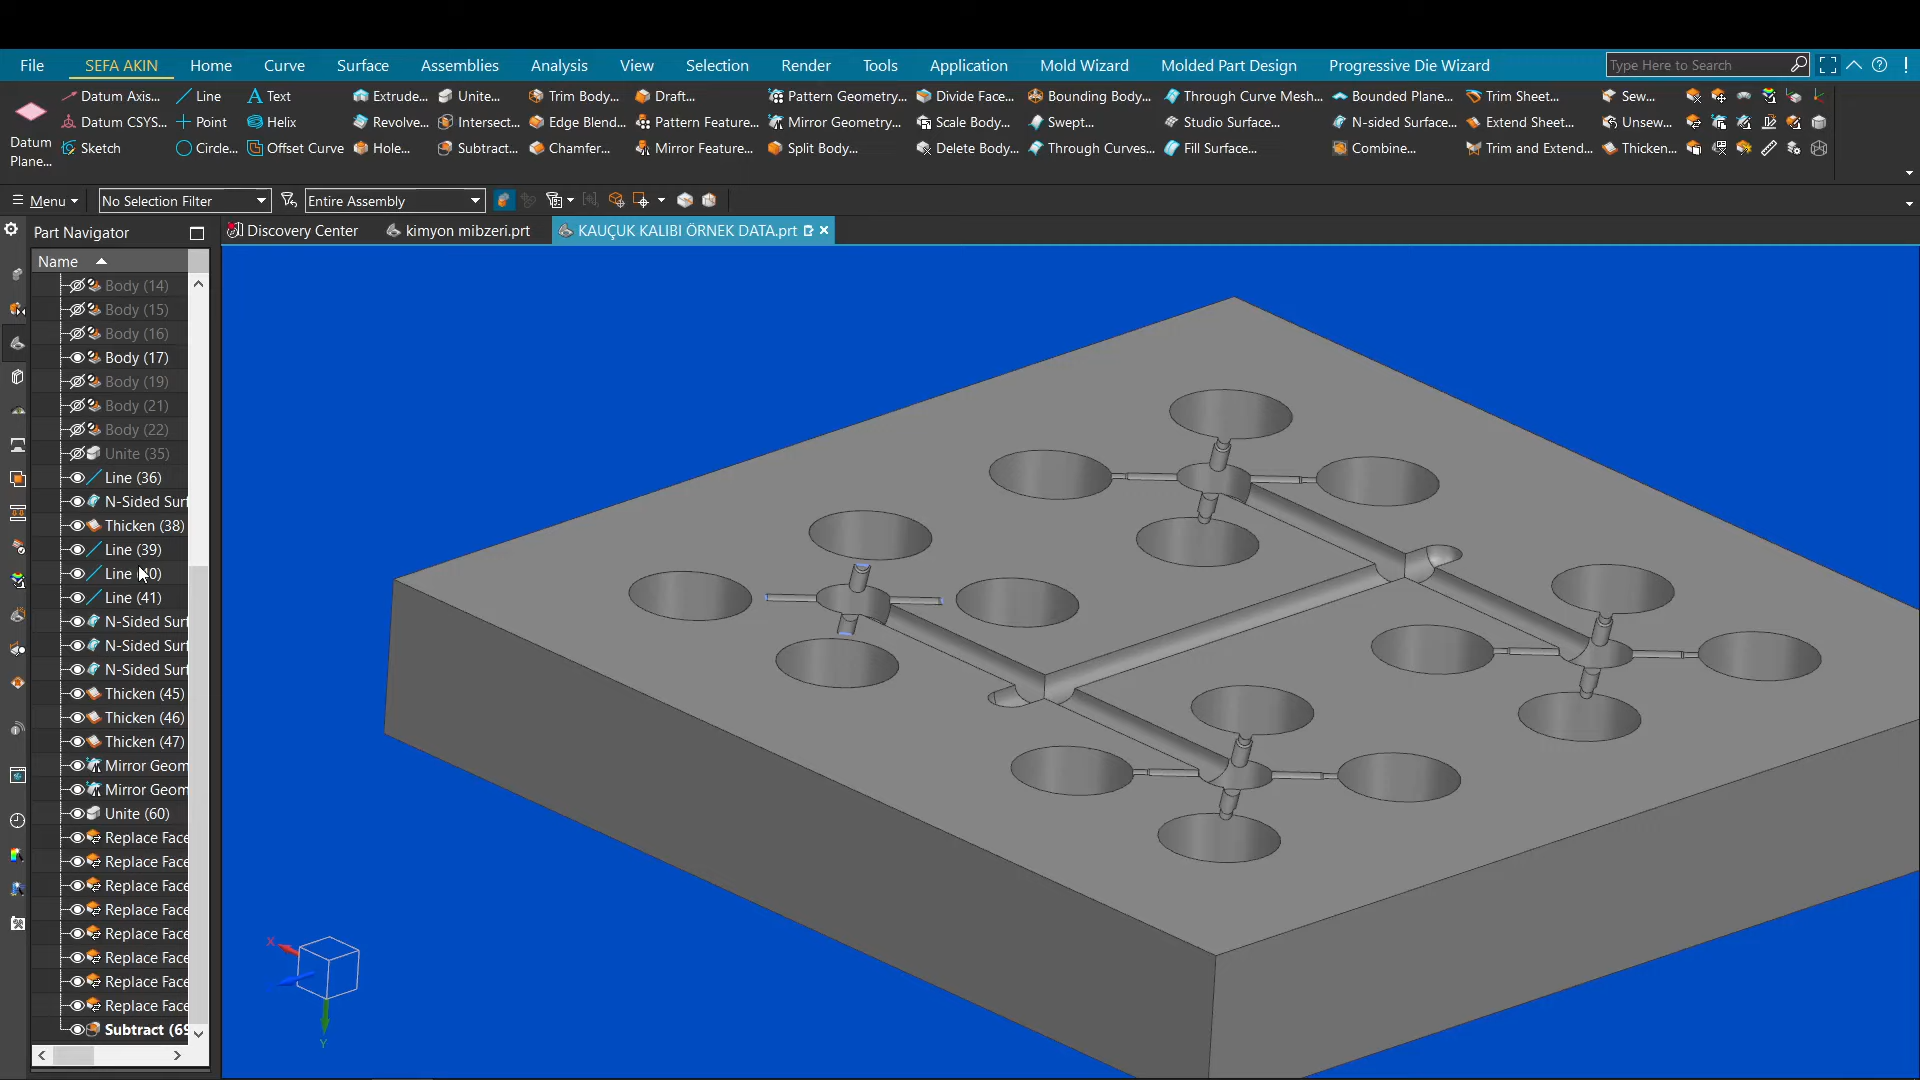 File SEFA AKIN Home Curve Surface Assemblies Analysis View Selection Render Tools Application Mold Wizard Molded Part Design Progressive Die Wizard Type Here to Search
Datum Plane...
Datum Axis... Line Text Extrude... Unite... Trim Body... Draft... Pattern Geometry... Divide Face... Bounding Body... Through Curve Mesh... Bounded Plane... Trim Sheet... Sew...
Datum CSYS... Point Helix Revolve... Intersect... Edge Blend... Pattern Feature... Mirror Geometry... Scale Body... Swept... Studio Surface... N-sided Surface... Extend Sheet... Unsew...
Sketch Circle... Offset Curve Hole... Subtract... Chamfer... Mirror Feature... Split Body... Delete Body... Through Curves... Fill Surface... Combine... Trim and Extend... Thicken...
Menu No Selection Filter Entire Assembly
Part Navigator Discovery Center kimyon mibzeri.prt KAUÇUK KALIBI ÖRNEK DATA.prt
Name
Body (14)
Body (15)
Body (16)
Body (17)
Body (19)
Body (21)
Body (22)
Unite (35)
Line (36)
N-Sided Surf
Thicken (38)
Line (39)
Line 40)
Line (41)
N-Sided Surf
N-Sided Surf
N-Sided Surf
Thicken (45)
Thicken (46)
Thicken (47)
Mirror Geom
Mirror Geom
Unite (60)
Replace Face
Replace Face
Replace Face
Replace Face
Replace Face
Replace Face
Replace Face
Replace Face
Subtract (69
X
Y